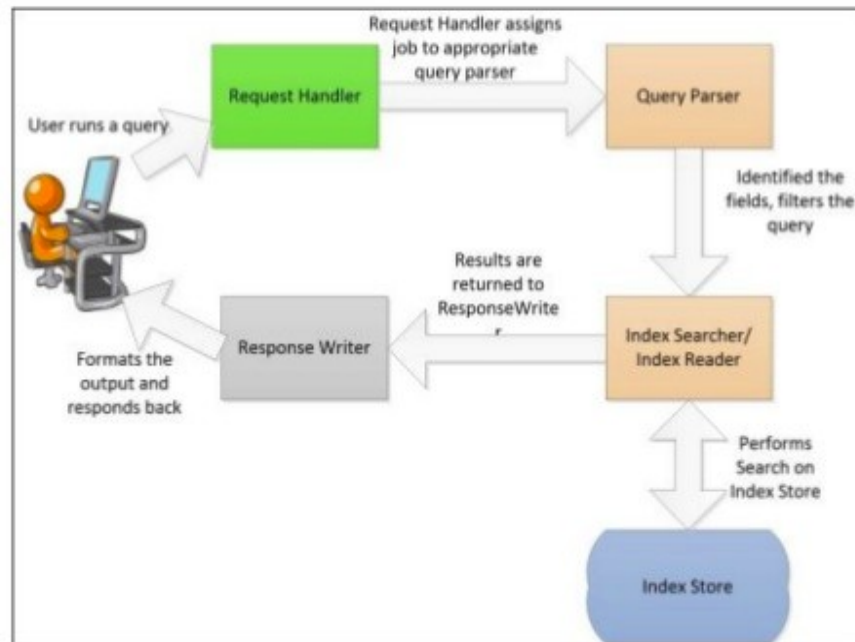 Request Handler assigns
job to appropriate
query parser
Request Handler
Query Parser
User runs a query
Identified the
fields, filters the
query
Results are
returned to
ResponseWrite
r
Response Writer
Index Searcher/
Index Reader
Formats the
output and
responds back
Performs
Search on
Index Store
Index Store